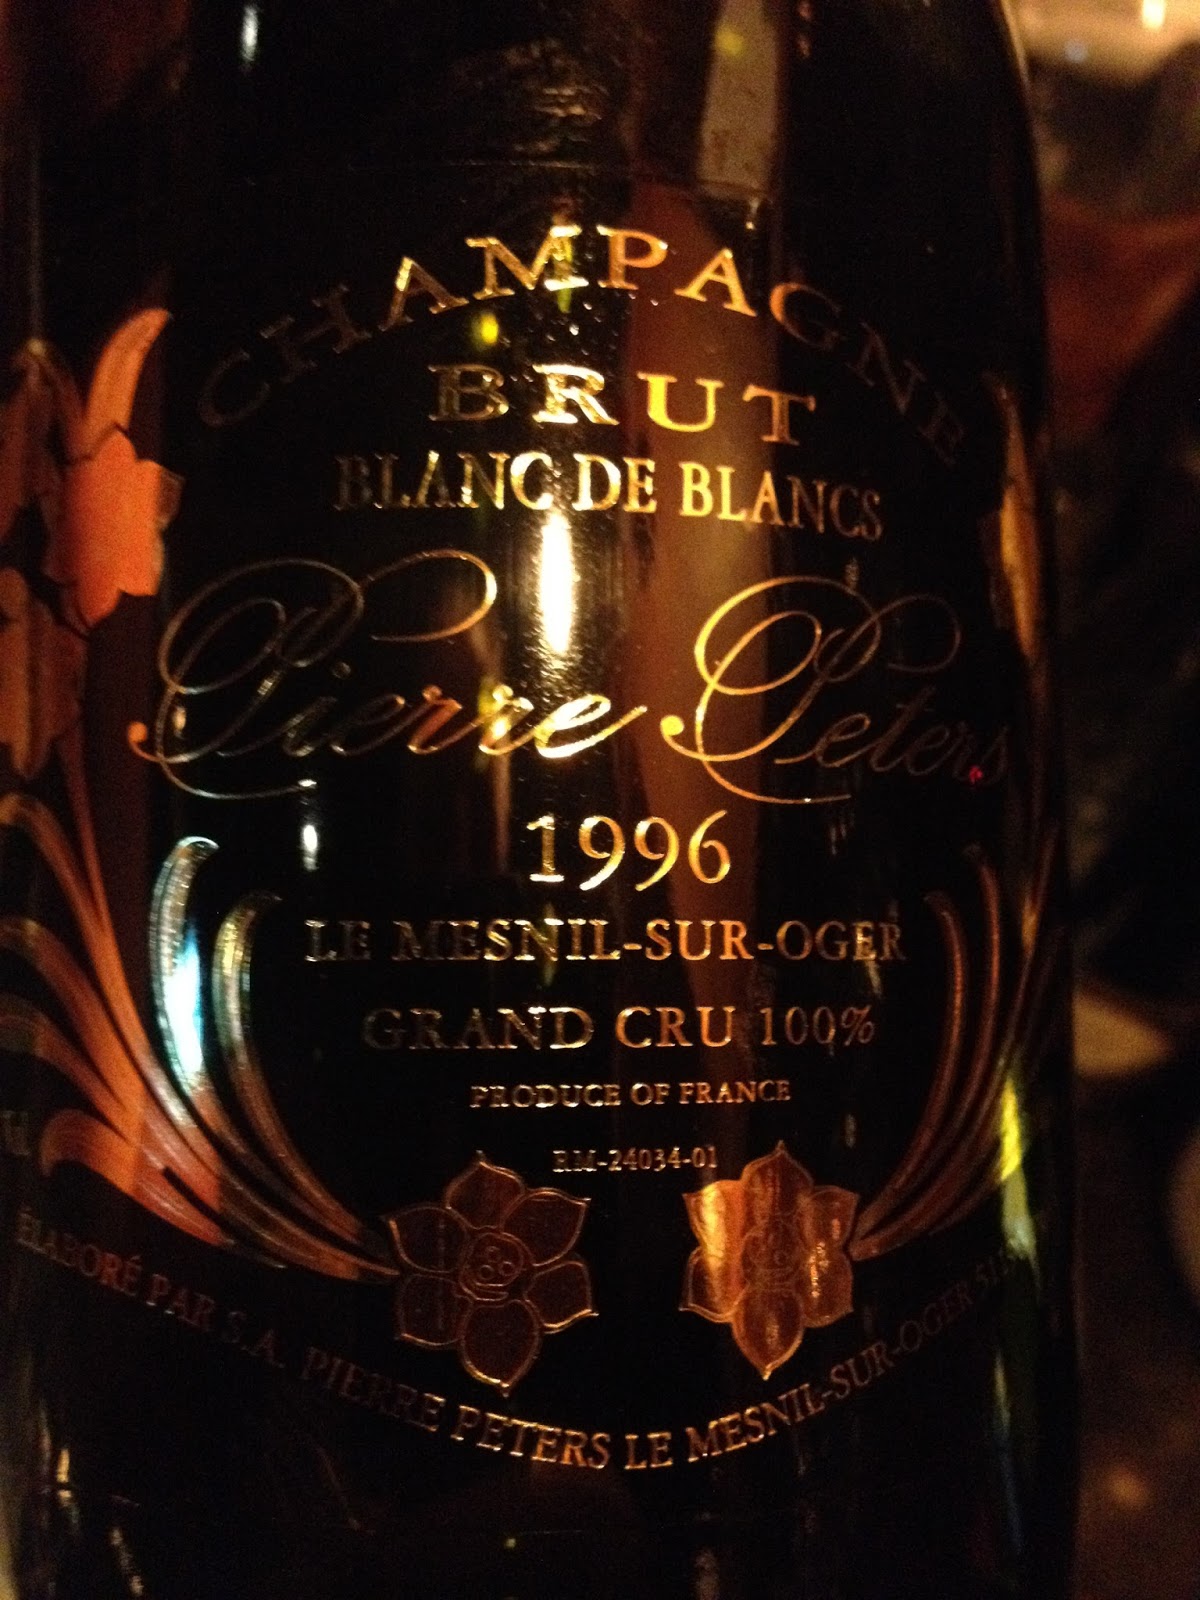 CHAMPAGNE
BRUT
BLANC DE BLANCS
Pierre Peters
1996
LE MESNIL-SUR-OGER
GRAND CRU 100%
PRODUCE OF FRANCE
RM-24034-01
ÉLABORÉ PAR S.A. PIERRE PETERS LE MESNIL-SUR-OGER